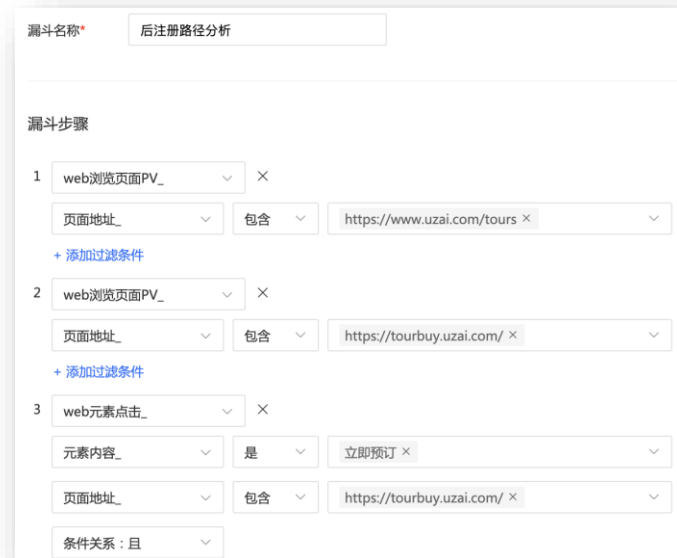 漏斗名称* 后注册路径分析
漏斗步骤
1 web浏览页面PV_ ×
页面地址_ 包含 https://www.uzai.com/tours ×
+ 添加过滤条件
2 web浏览页面PV_ ×
页面地址_ 包含 https://tourbuy.uzai.com/ ×
+ 添加过滤条件
3 web元素点击_ ×
元素内容_ 是 立即预订 ×
页面地址_ 包含 https://tourbuy.uzai.com/ ×
条件关系：且